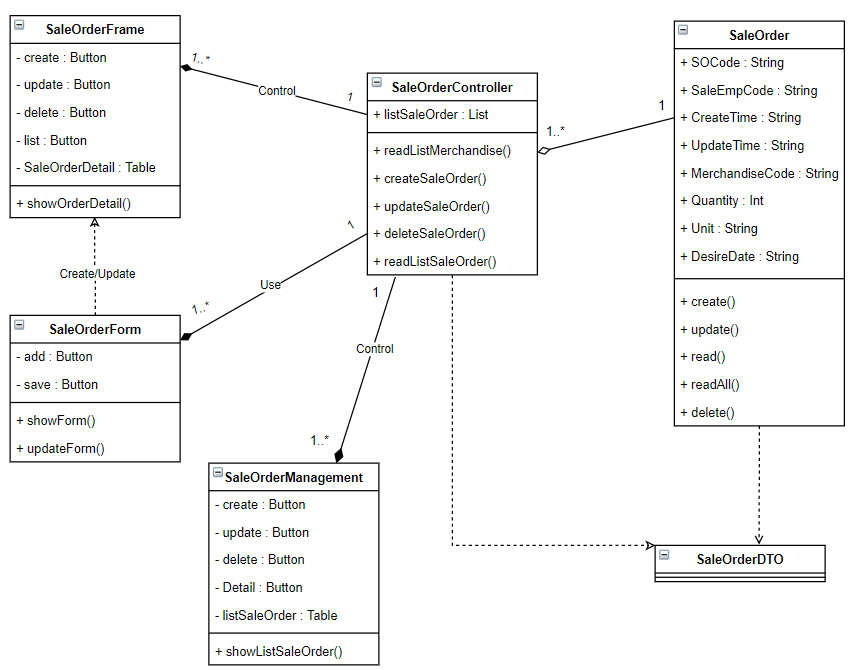 SaleOrderFrame
- create : Button
- update : Button
- delete : Button
- list : Button
- SaleOrderDetail : Table
+ showOrderDetail()
1..*
Control
1
SaleOrderController
+ listSaleOrder : List
+ readListMerchandise()
+ createSaleOrder()
+ updateSaleOrder()
+ deleteSaleOrder()
+ readListSaleOrder()
1..*
1
SaleOrder
+ SOCode : String
+ SaleEmpCode : String
+ CreateTime : String
+ UpdateTime : String
+ MerchandiseCode : String
+ Quantity : Int
+ Unit : String
+ DesireDate : String
+ create()
+ update()
+ read()
+ readAll()
+ delete()
Create/Update
1
Use
1..*
SaleOrderForm
- add : Button
- save : Button
+ showForm()
+ updateForm()
1
Control
1..*
SaleOrderManagement
- create : Button
- update : Button
- delete : Button
- Detail : Button
- listSaleOrder : Table
+ showListSaleOrder()
SaleOrderDTO